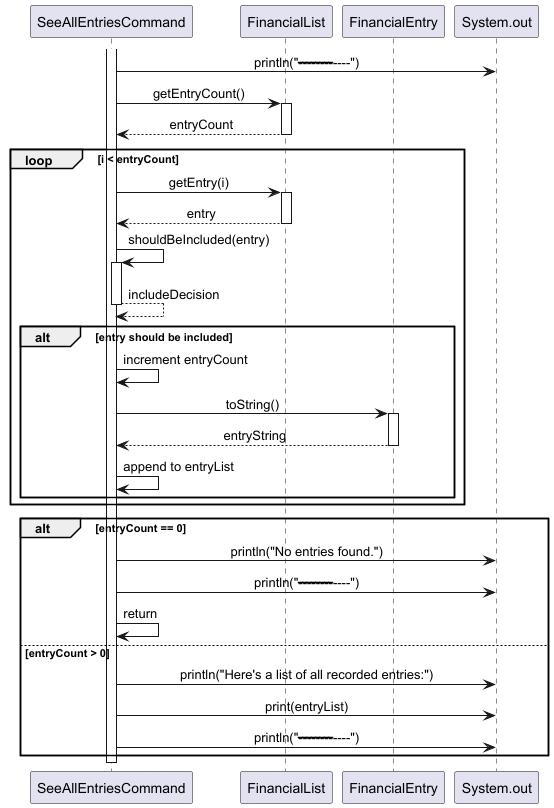 SeeAllEntriesCommand FinancialList FinancialEntry System.out
println("----")
getEntryCount()
entryCount
loop [i < entryCount]
getEntry(i)
entry
shouldBeIncluded(entry)
includeDecision
alt [entry should be included]
increment entryCount
toString()
entryString
append to entryList
alt [entryCount == 0]
println("No entries found.")
println("----")
return
[entryCount > 0]
println("Here's a list of all recorded entries:")
print(entryList)
println("----")
SeeAllEntriesCommand FinancialList FinancialEntry System.out